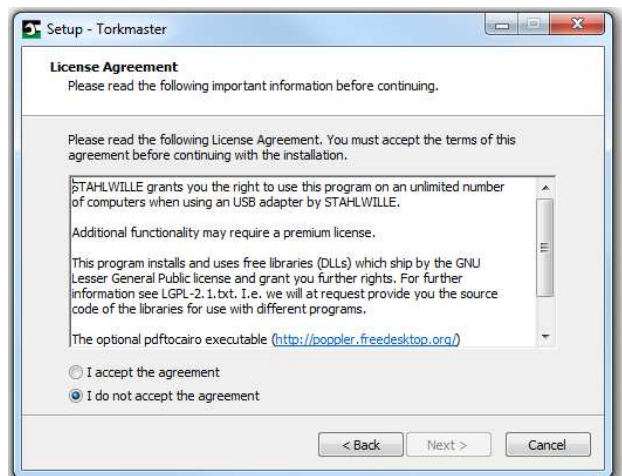 Setup - Torkmaster
License Agreement
Please read the following important information before continuing.
Please read the following License Agreement. You must accept the terms of this
agreement before continuing with the installation.
STAHLWILLE grants you the right to use this program on an unlimited number
of computers when using an USB adapter by STAHLWILLE.
Additional functionality may require a premium license.
This program installs and uses free libraries (DLLs) which ship by the GNU
Lesser General Public license and grant you further rights. For further
information see LGPL-2.1.txt. I.e. we will at request provide you the source
code of the libraries for use with different programs.
The optional pdftocairo executable (http://poppler.freedesktop.org/)
I accept the agreement
I do not accept the agreement
< Back Next > Cancel